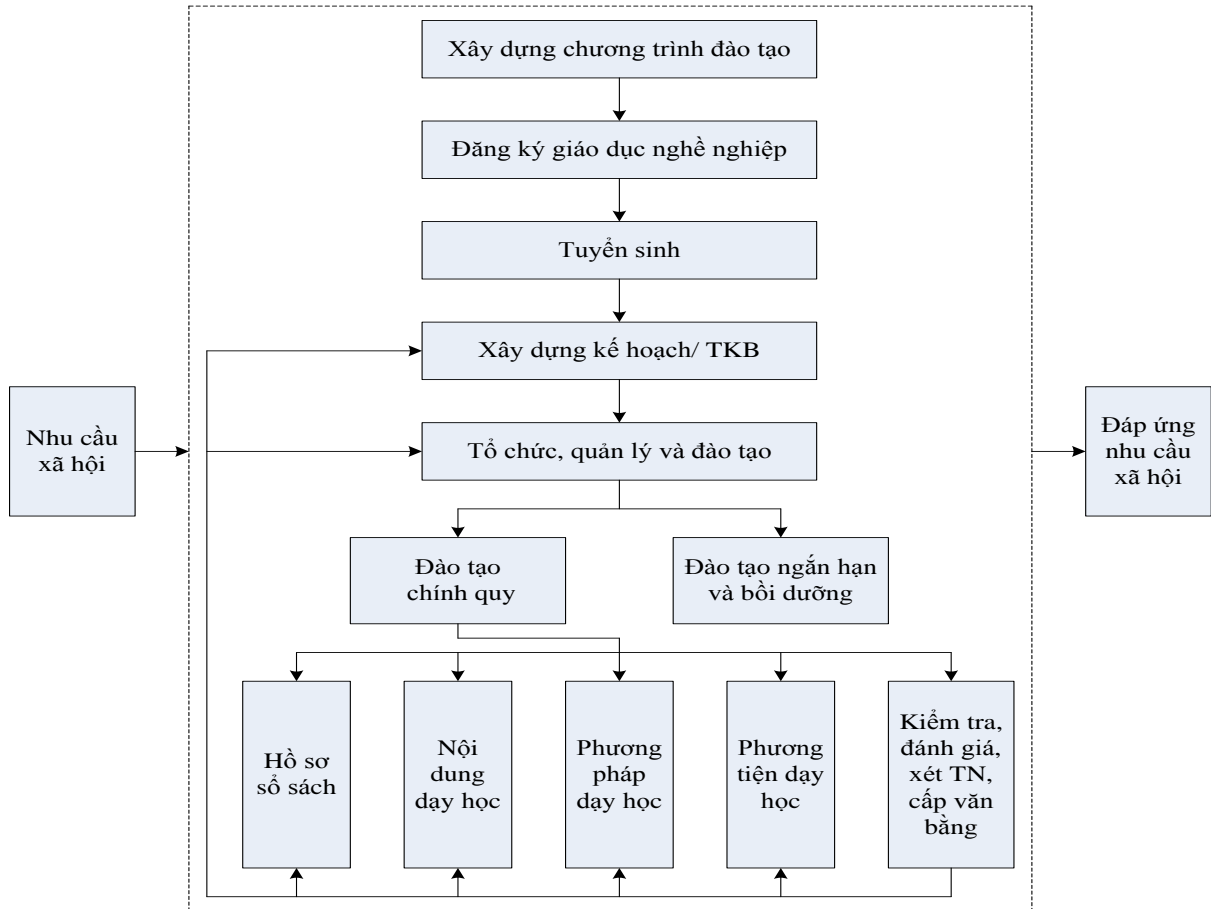 Xây dựng chương trình đào tạo
Đăng ký giáo dục nghề nghiệp
Tuyển sinh
Xây dựng kế hoạch/ TKB
Nhu cầu
xã hội
Tổ chức, quản lý và đào tạo
Đáp ứng
nhu cầu
xã hội
Đào tạo
chính quy
Đào tạo ngắn hạn
và bồi dưỡng
Hồ sơ
sổ sách
Nội
dung
dạy học
Phương
pháp
dạy học
Phương
tiện dạy
học
Kiểm tra,
đánh giá,
xét TN,
cấp văn
bằng